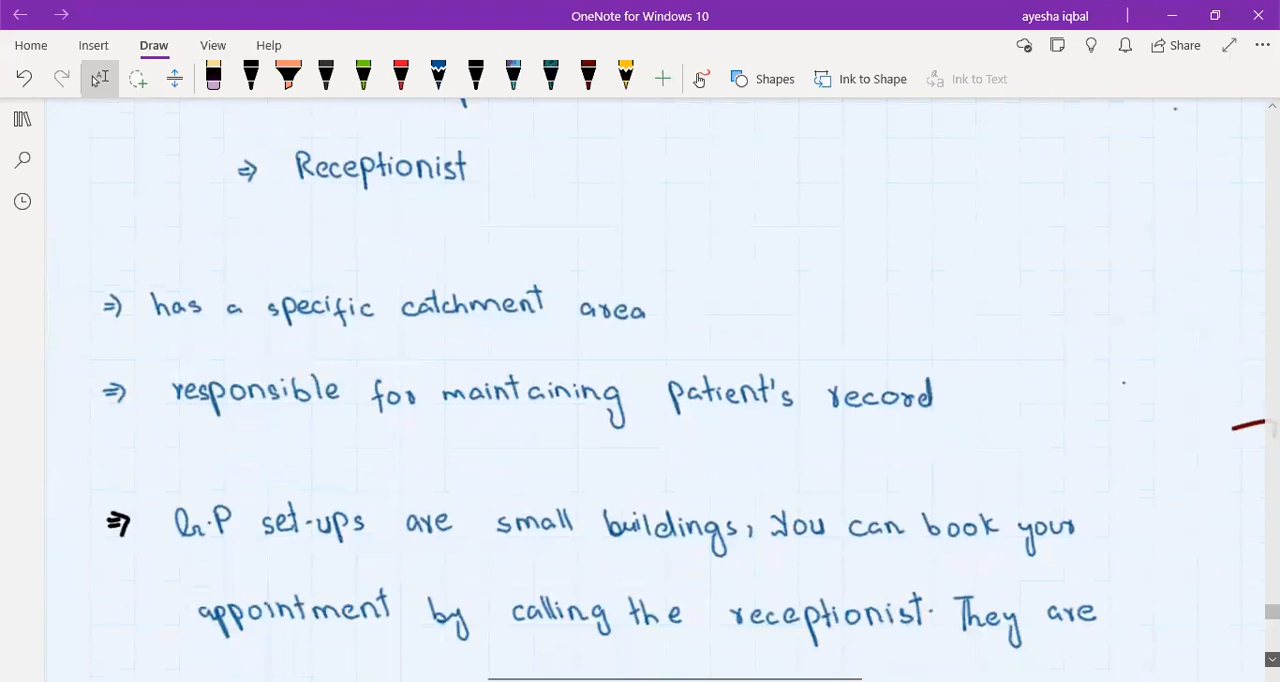 OneNote for Windows 10
ayesha iqbal
Home Insert Draw View Help
Share
Shapes
Ink to Shape
Ink to Text
⇒ Receptionist
⇒ has a specific catchment area
⇒ responsible for maintaining patient's record
⇒ G.P set-ups are small buildings, You can book your
appointment by calling the receptionist. They are